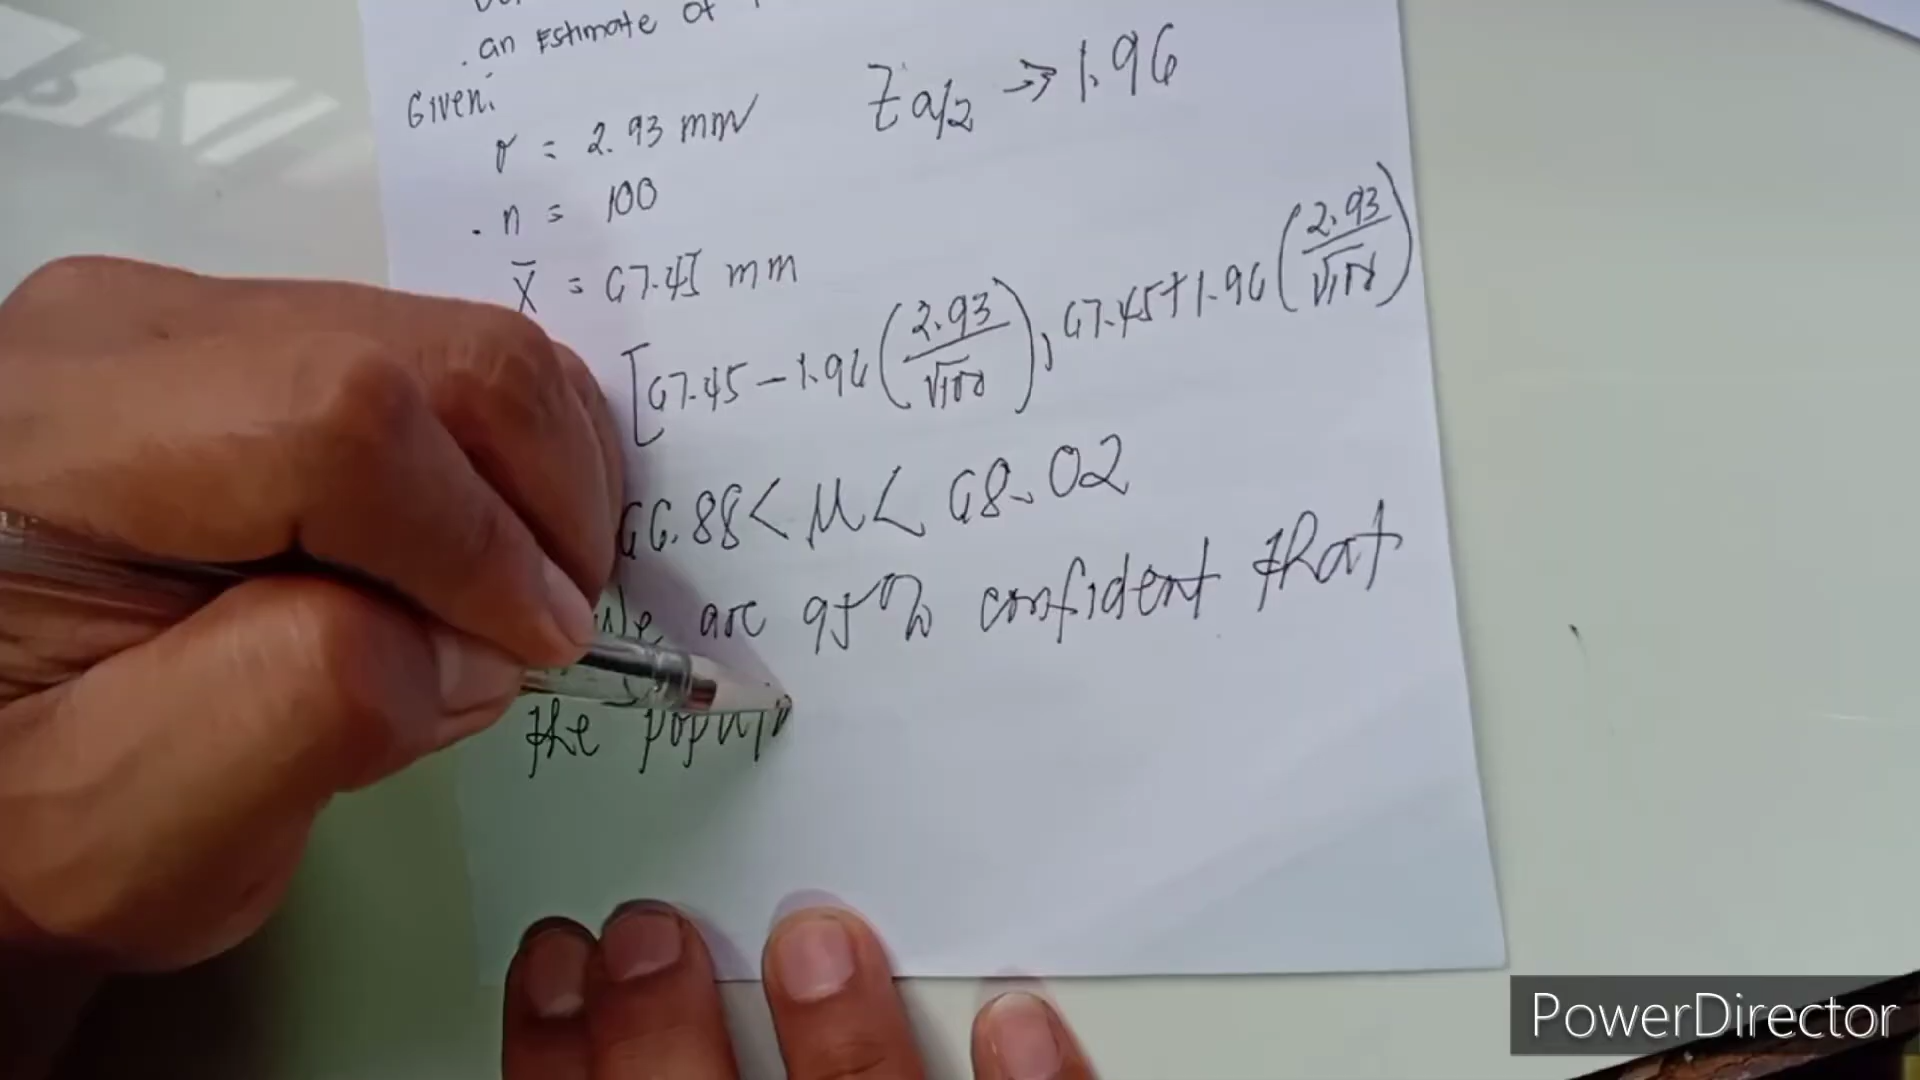 . an Estimate of
Given:
Zα/2 → 1.96
σ = 2.93 mm
. n = 100
X̄ = 67.45 mm
[67.45 - 1.96 (2.93/√100), 67.45 + 1.96 (2.93/√100)
66.88 < μ < 68.02
We are 95% confident that
the popula
PowerDirector